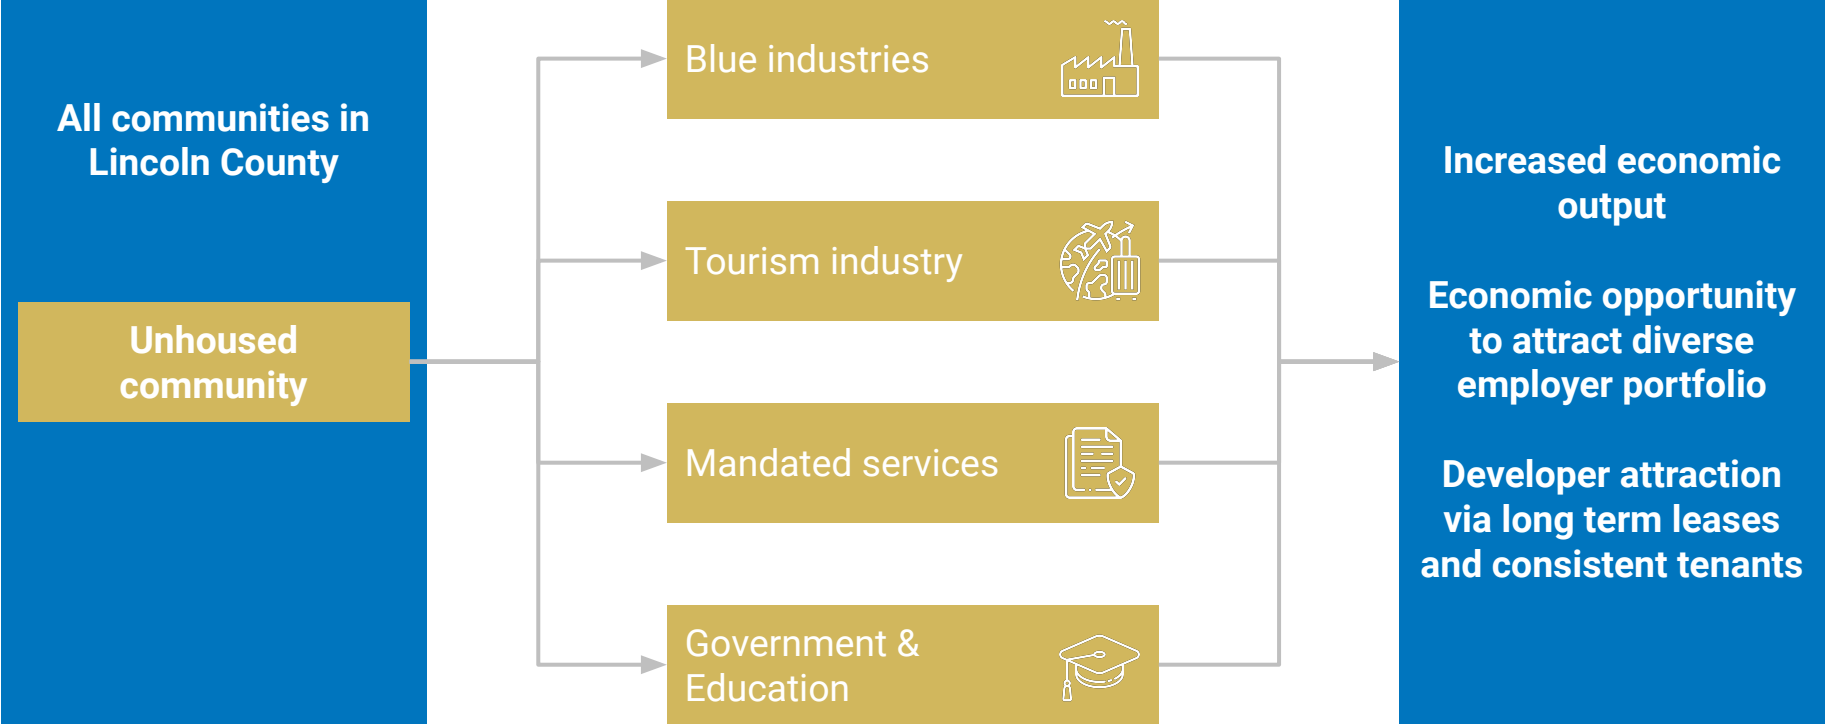 All communities in
Lincoln County
Unhoused
community
Blue industries
Tourism industry
Mandated services
Government &
Education
Increased economic
output
Economic opportunity
to attract diverse
employer portfolio
Developer attraction
via long term leases
and consistent tenants